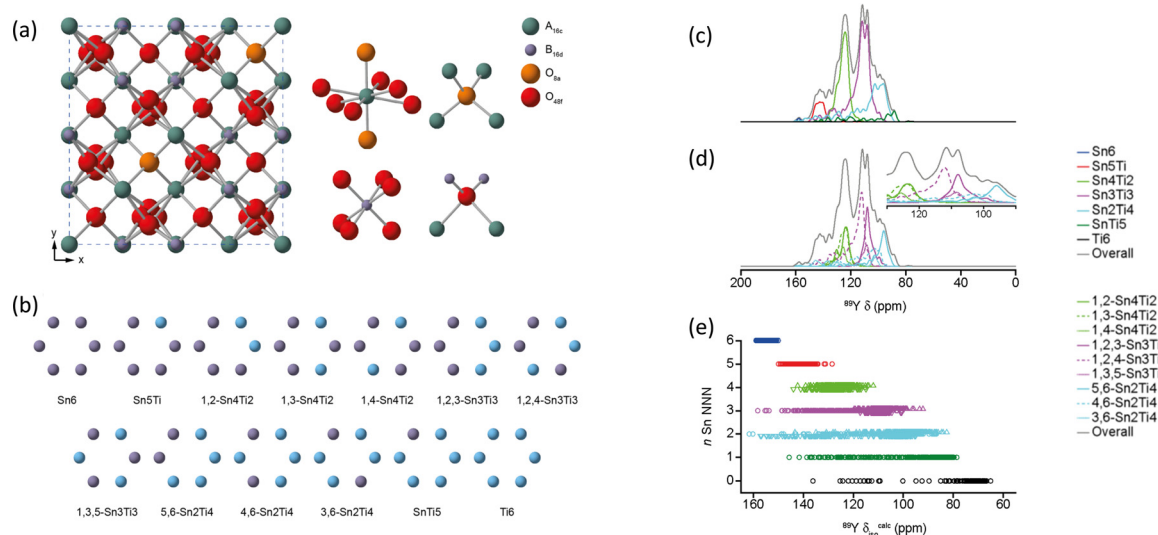 (a)
A16c
B16d
O8a
O48f
y
x
(b)
Sn6
Sn5Ti
1,2-Sn4Ti2
1,3-Sn4Ti2
1,4-Sn4Ti2
1,2,3-Sn3Ti3
1,2,4-Sn3Ti3
1,3,5-Sn3Ti3
5,6-Sn2Ti4
4,6-Sn2Ti4
3,6-Sn2Ti4
SnTi5
Ti6
(c)
(d)
120
100
200
160
120
80
40
0
⁸⁹Y δ (ppm)
Sn6
Sn5Ti
Sn4Ti2
Sn3Ti3
Sn2Ti4
SnTi5
Ti6
Overall
(e)
n Sn NNN
6
5
4
3
2
1
0
160
140
120
100
80
60
⁸⁹Y δiso calc (ppm)
1,2-Sn4Ti2
1,3-Sn4Ti2
1,4-Sn4Ti2
1,2,3-Sn3Ti
1,2,4-Sn3Ti
1,3,5-Sn3Ti
5,6-Sn2Ti4
4,6-Sn2Ti4
3,6-Sn2Ti4
Overall